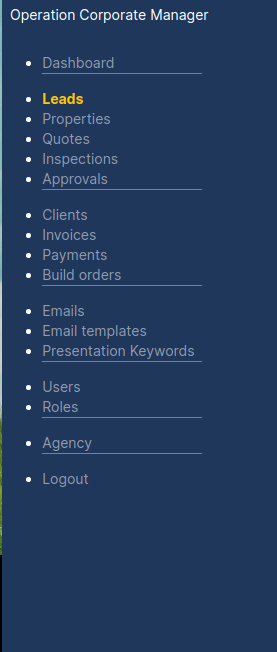 Operation Corporate Manager
Dashboard
Leads
Properties
Quotes
Inspections
Approvals
Clients
Invoices
Payments
Build orders
Emails
Email templates
Presentation Keywords
Users
Roles
Agency
Logout